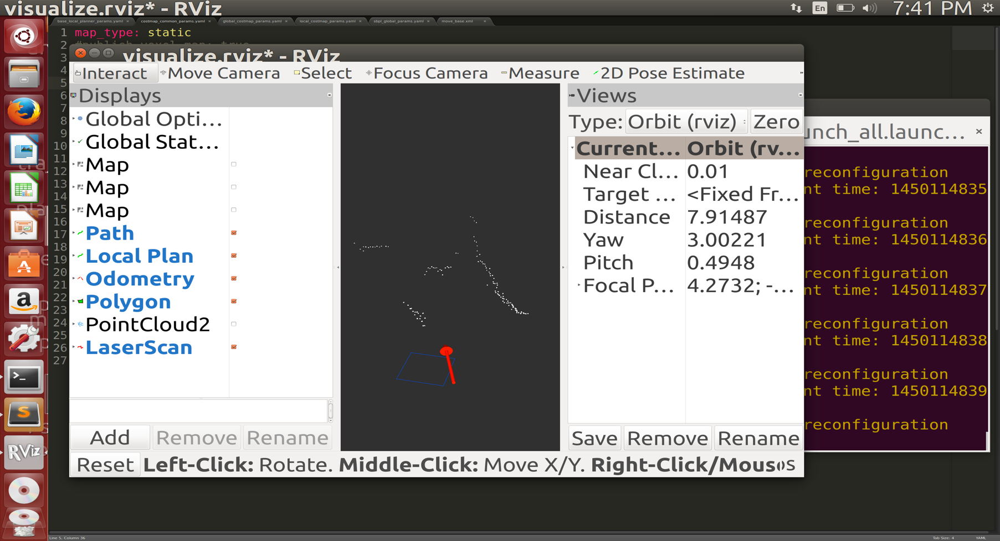 visualize.rviz* - RViz
En
7:41 PM
base_local_planner_params.yaml
costmap_common_params.yaml
global_costmap_params.yaml
local_costmap_params.yaml
sbpl_global_params.yaml
move_base.xml
1 map_type: static
2 #publish_voxel_map: true
3
4
5
6
7
8
9
10
11
12
13
14
15
16
17
18
19
20
21
22
23
24
25
26
27
visualize.rviz* - RViz
Interact
Move Camera
Select
Focus Camera
Measure
2D Pose Estimate
Displays
Global Opti...
Global Stat...
Map
Map
Map
Path
Local Plan
Odometry
Polygon
PointCloud2
LaserScan
Add
Remove
Rename
Views
Type: Orbit (rviz)
Zero
Current... Orbit (rv...
Near Cl... 0.01
Target ... <Fixed Fr...
Distance 7.91487
Yaw 3.00221
Pitch 0.4948
Focal P... 4.2732; -...
Save
Remove
Rename
Reset
Left-Click: Rotate. Middle-Click: Move X/Y. Right-Click/Mous
unch_all.launc...
reconfiguration
nt time: 1450114835
reconfiguration
nt time: 1450114836
reconfiguration
nt time: 1450114837
reconfiguration
nt time: 1450114838
reconfiguration
nt time: 1450114839
reconfiguration
a
>_
S
RViz
Line 5, Column 36
Tab Size: 4
YAML